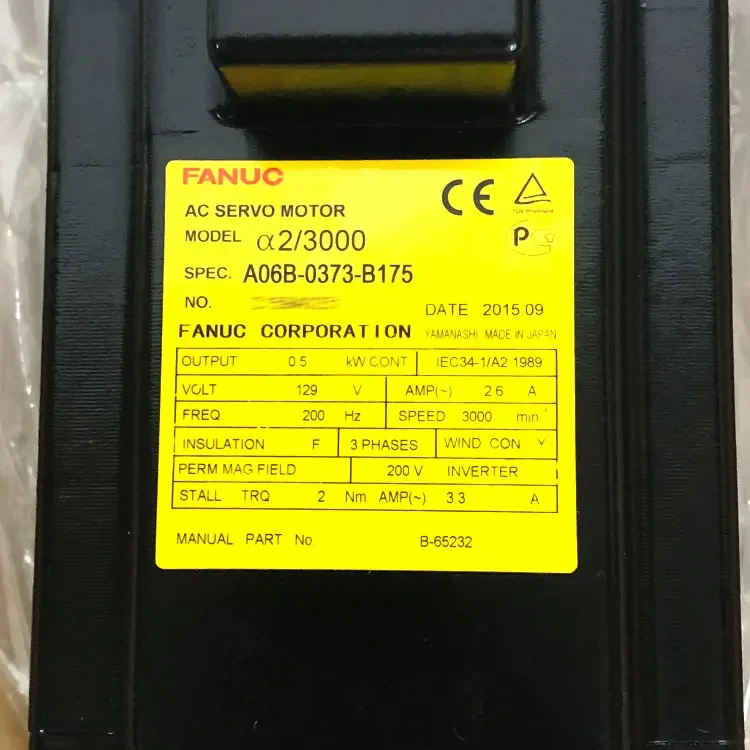 FANUC
CE
AC SERVO MOTOR
MODEL α2/3000
SPEC. A06B-0373-B175
NO.
DATE 2015.09
FANUC CORPORATION YAMANASHI MADE IN JAPAN
OUTPUT 0.5 kW CONT IEC34-1/A2 1989
VOLT 129 V AMP(~) 2.6 A
FREQ. 200 Hz SPEED 3000 min⁻¹
INSULATION F 3 PHASES WIND CON Y
PERM.MAG.FIELD 200 V INVERTER
STALL TRQ 2 Nm AMP(~) 3.3 A
MANUAL PART No. B-65232